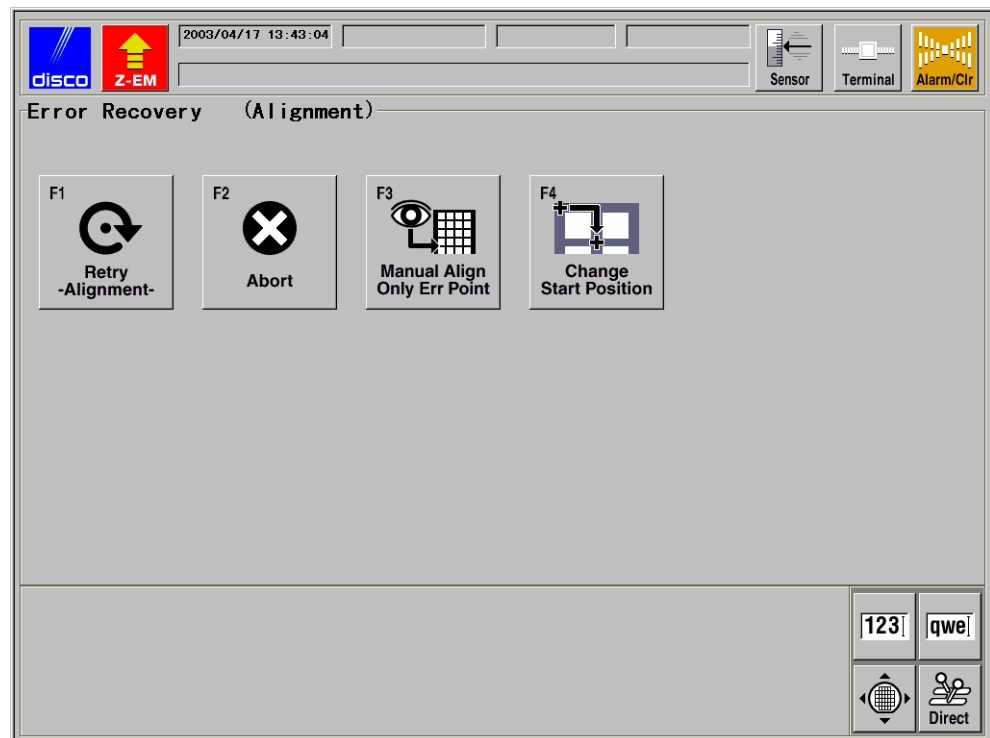 disco
Z-EM
2003/04/17 13:43:04
Sensor
Terminal
Alarm/Clr
Error Recovery (Alignment)
F1
Retry
-Alignment-
F2
Abort
F3
Manual Align
Only Err Point
F4
Change
Start Position
123
qwe
Direct